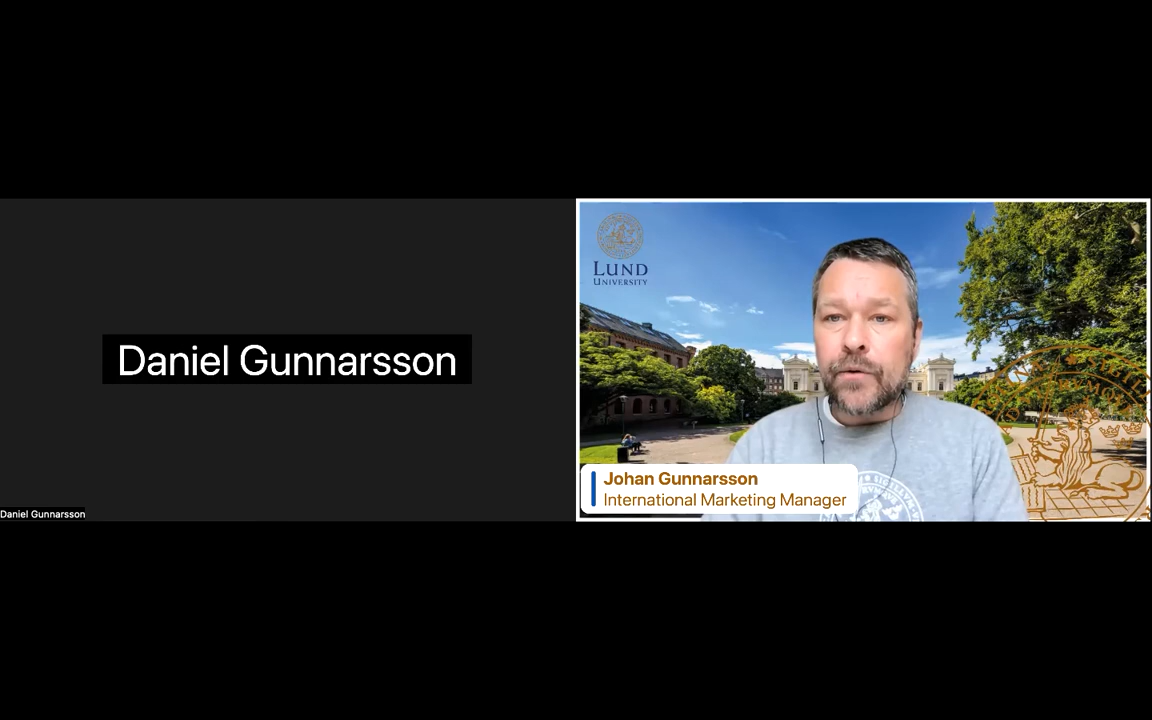 Daniel Gunnarsson
Daniel Gunnarsson
LUND
UNIVERSITY
Johan Gunnarsson
International Marketing Manager